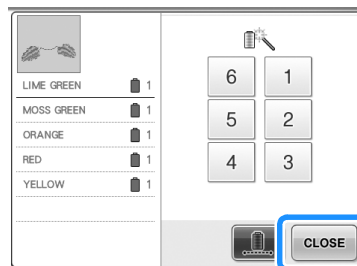 LIME GREEN 1
MOSS GREEN 1
ORANGE 1
RED 1
YELLOW 1
6 1
5 2
4 3
CLOSE